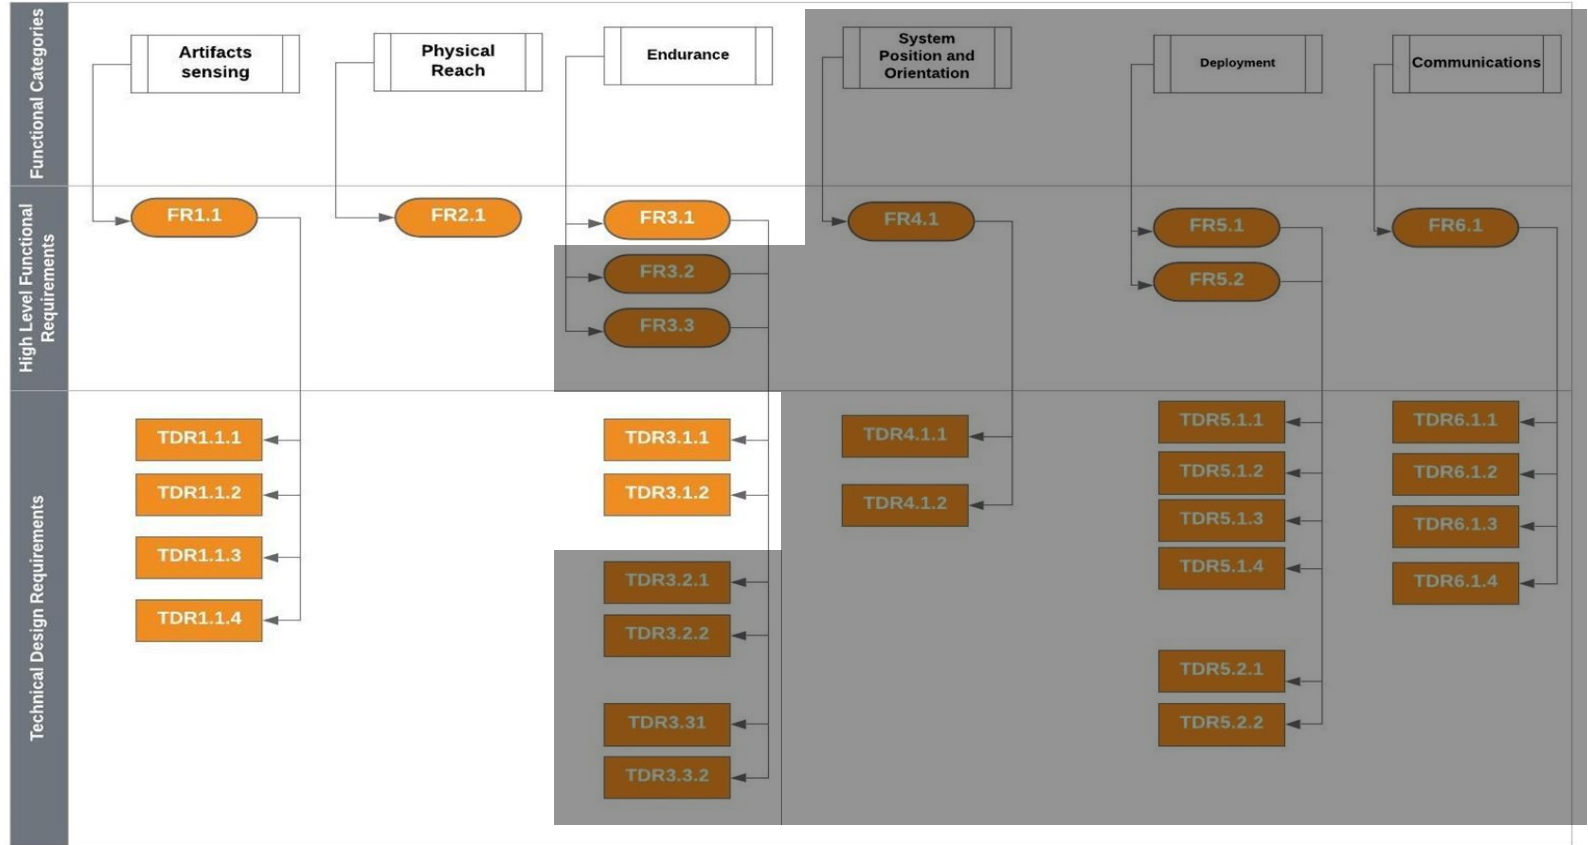 Functional Categories
Artifacts
sensing
Physical
Reach
Endurance
System
Position and
Orientation
Deployment
Communications
High Level Functional
Requirements
FR1.1
FR2.1
FR3.1
FR3.2
FR3.3
FR4.1
FR5.1
FR5.2
FR6.1
Technical Design Requirements
TDR1.1.1
TDR1.1.2
TDR1.1.3
TDR1.1.4
TDR3.1.1
TDR3.1.2
TDR3.2.1
TDR3.2.2
TDR3.31
TDR3.3.2
TDR4.1.1
TDR4.1.2
TDR5.1.1
TDR5.1.2
TDR5.1.3
TDR5.1.4
TDR5.2.1
TDR5.2.2
TDR6.1.1
TDR6.1.2
TDR6.1.3
TDR6.1.4